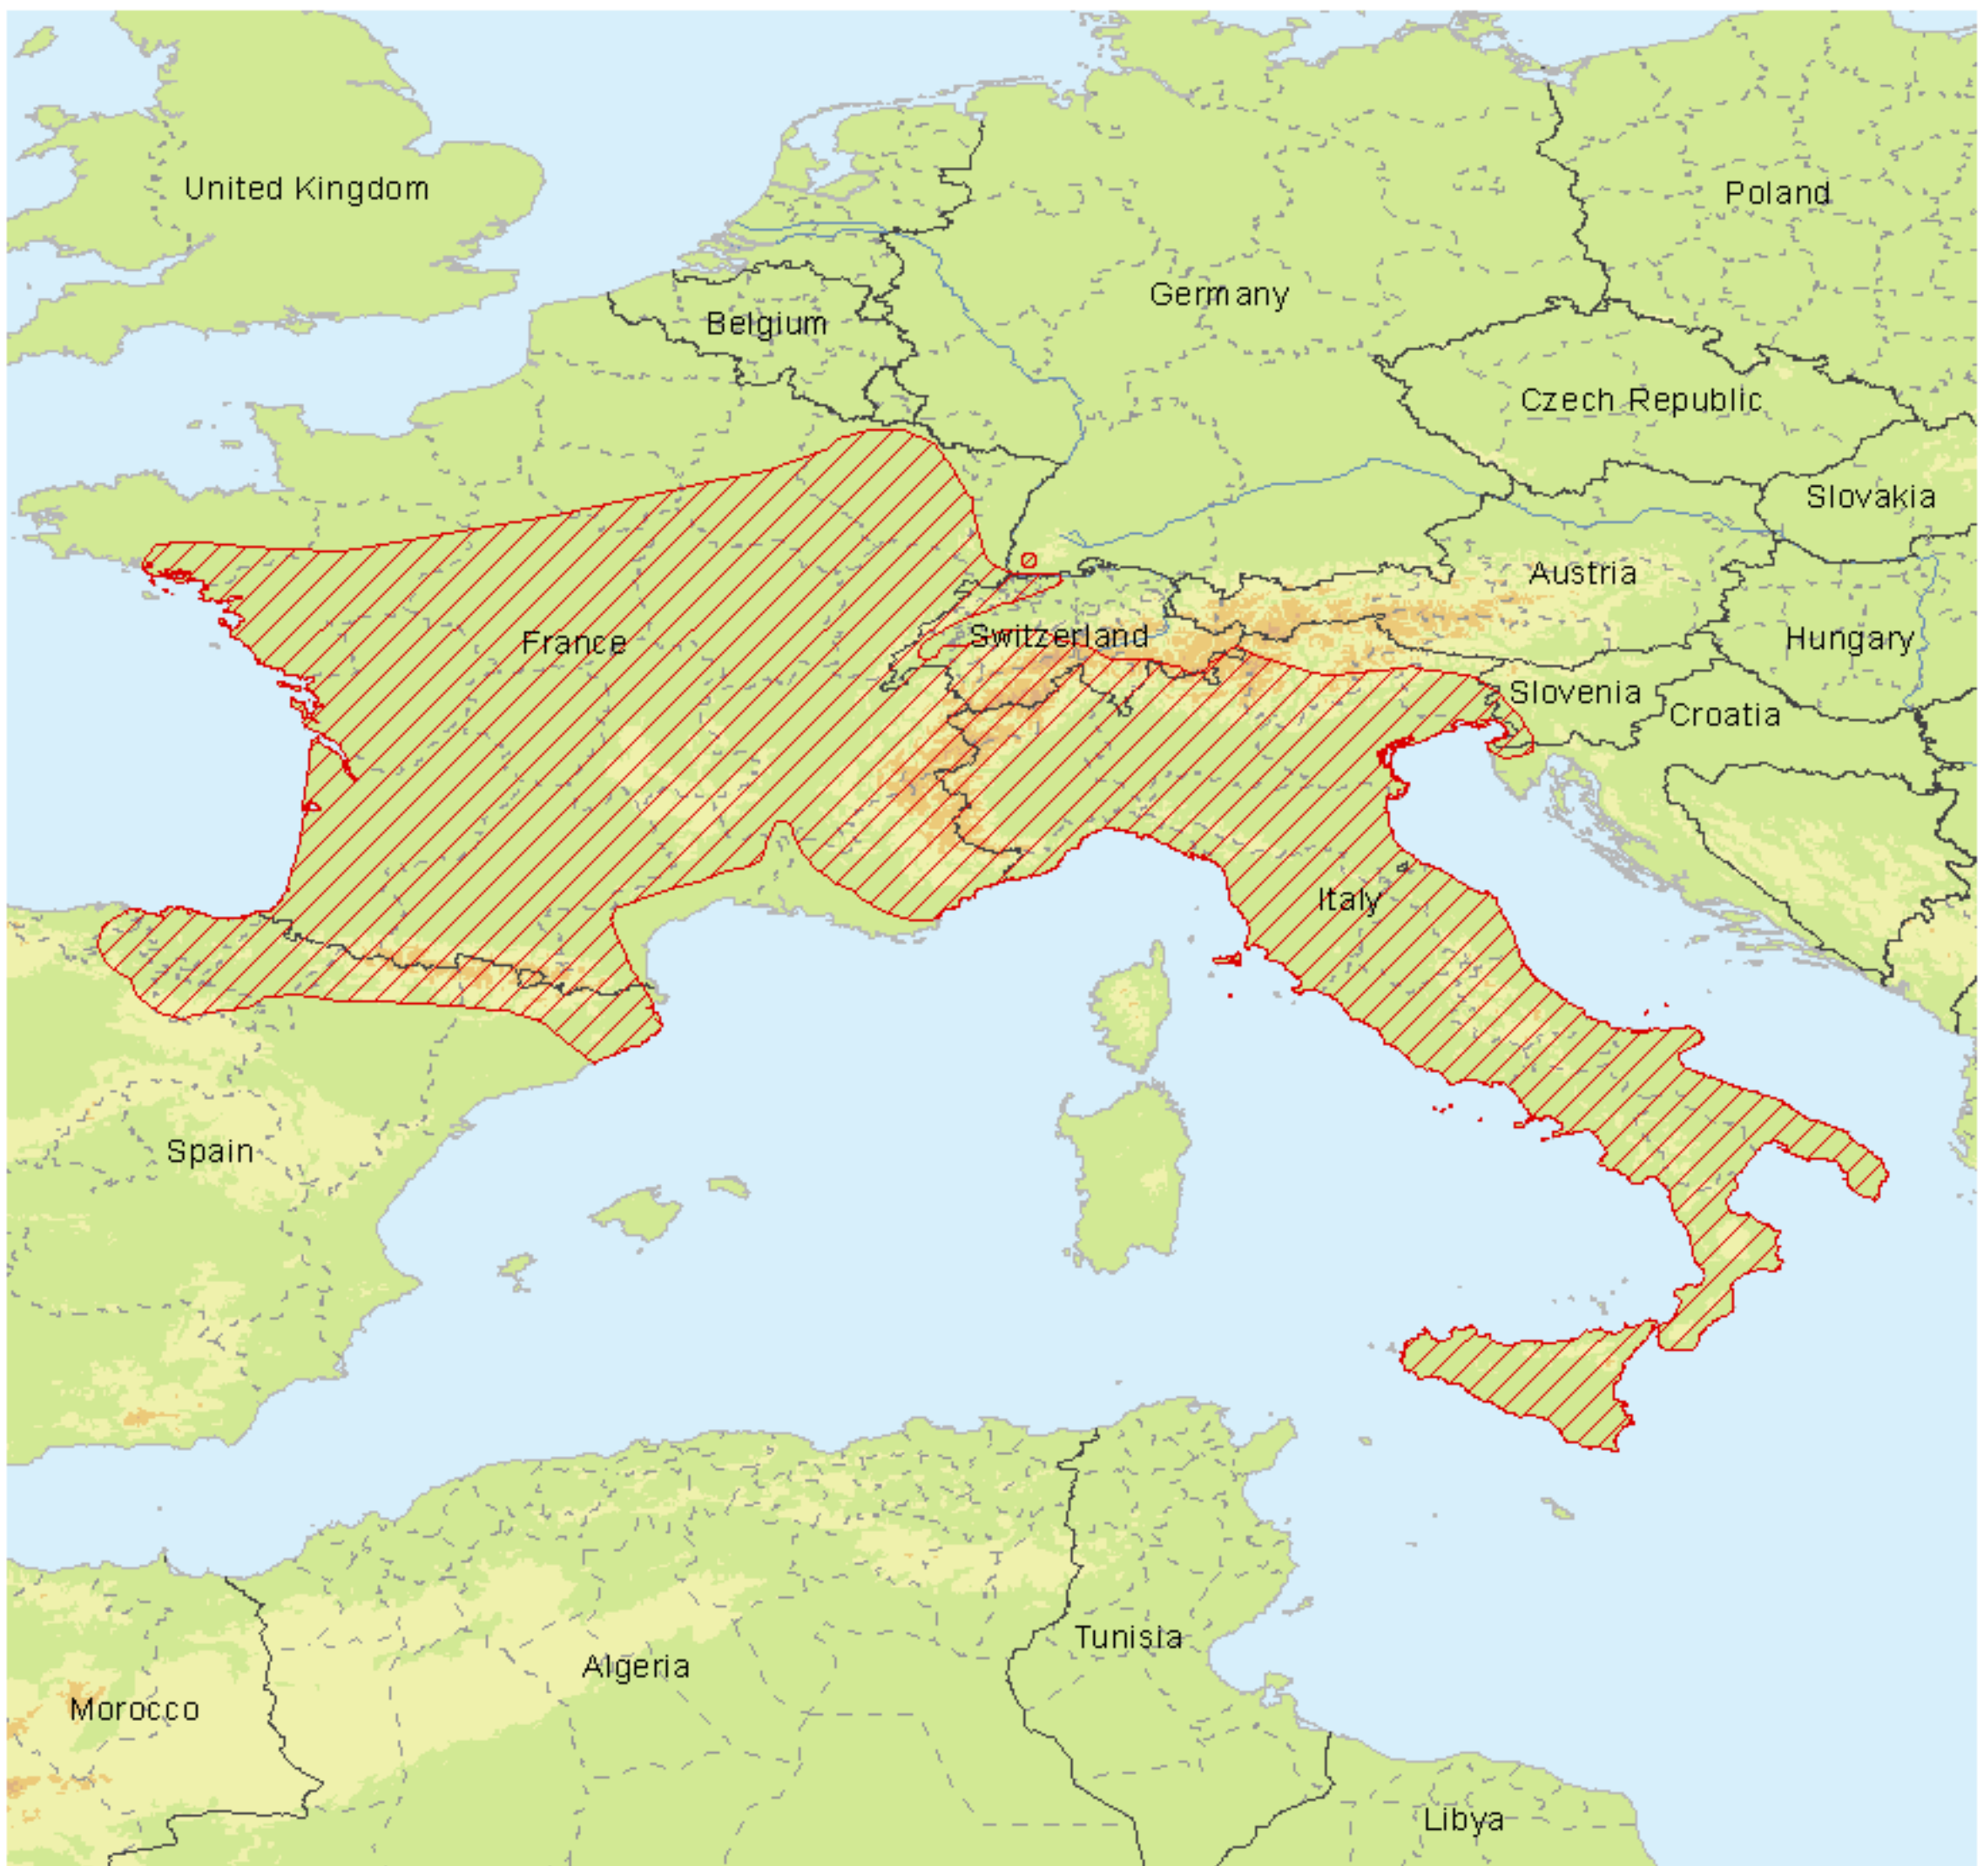 United Kingdom
Poland
Germany
Belgium
Czech Republic
Slovakia
Austria
France
Switzerland
Hungary
Slovenia
Croatia
Italy
Spain
Tunisia
Algeria
Morocco
Libya